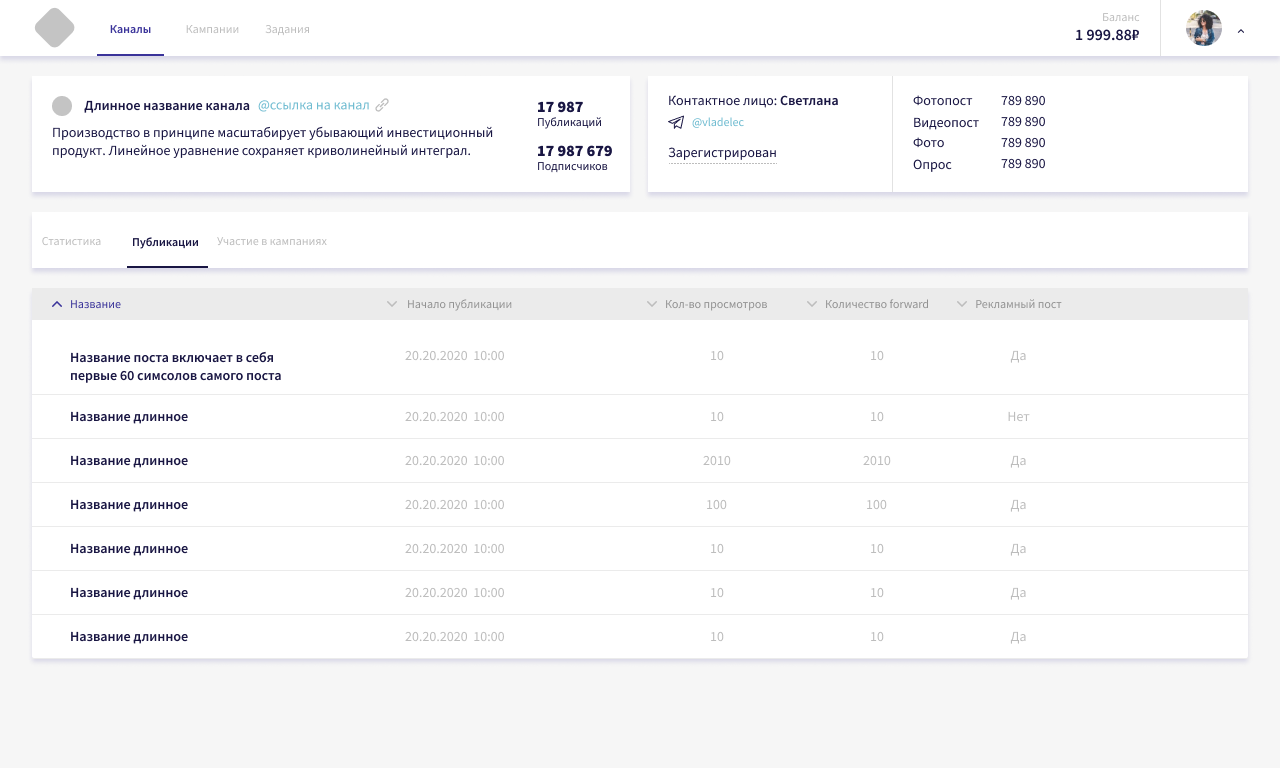 Каналы
Кампании
Задания
Баланс
1 999.88₽
Длинное название канала @ссылка на канал
Производство в принципе масштабирует убывающий инвестиционный
продукт. Линейное уравнение сохраняет криволинейный интеграл.
17 987
Публикаций
17 987 679
Подписчиков
Контактное лицо: Светлана
@vladelec
Зарегистрирован
Фотопост 789 890
Видеопост 789 890
Фото 789 890
Опрос 789 890
Статистика
Публикации
Участие в кампаниях
Название Начало публикации Кол-во просмотров Количество forward Рекламный пост
Название поста включает в себя 20.20.2020 10:00 10 10 Да
первые 60 симсолов самого поста
Название длинное 20.20.2020 10:00 10 10 Нет
Название длинное 20.20.2020 10:00 2010 2010 Да
Название длинное 20.20.2020 10:00 100 100 Да
Название длинное 20.20.2020 10:00 10 10 Да
Название длинное 20.20.2020 10:00 10 10 Да
Название длинное 20.20.2020 10:00 10 10 Да